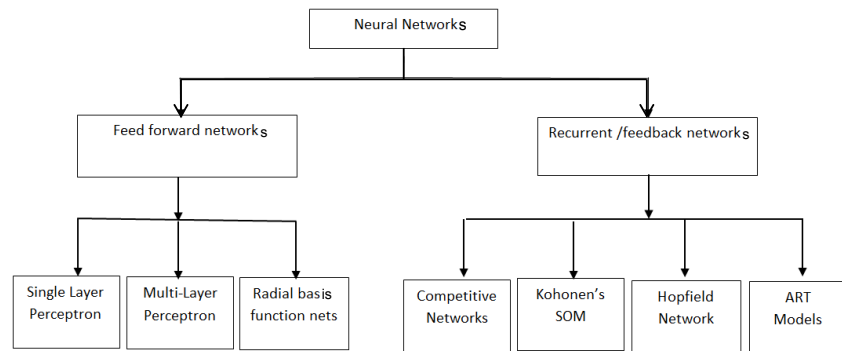 Neural Networks
Feed forward networks
Recurrent /feedback networks
Single Layer
Perceptron
Multi-Layer
Perceptron
Radial basis
function nets
Competitive
Networks
Kohonen’s
SOM
Hopfield
Network
ART
Models